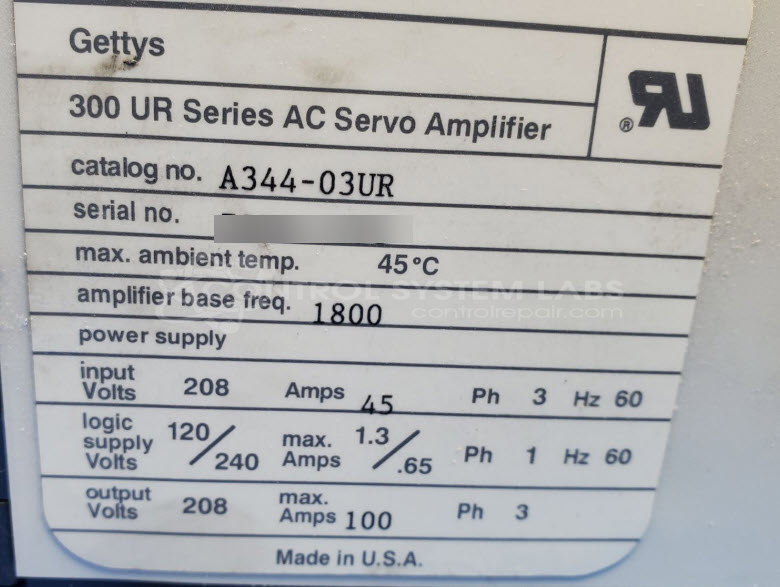 Gettys
300 UR Series AC Servo Amplifier
® UR
catalog no. A344-03UR
serial no.
max. ambient temp. 45°C
CONTROL SYSTEM LABS
amplifier base freq. 1800
controlrepair.com
power supply
input Volts 208 Amps 45 Ph 3 Hz 60
logic supply Volts 120/240 max. Amps 1.3/.65 Ph 1 Hz 60
output Volts 208 max. Amps 100 Ph 3
Made in U.S.A.